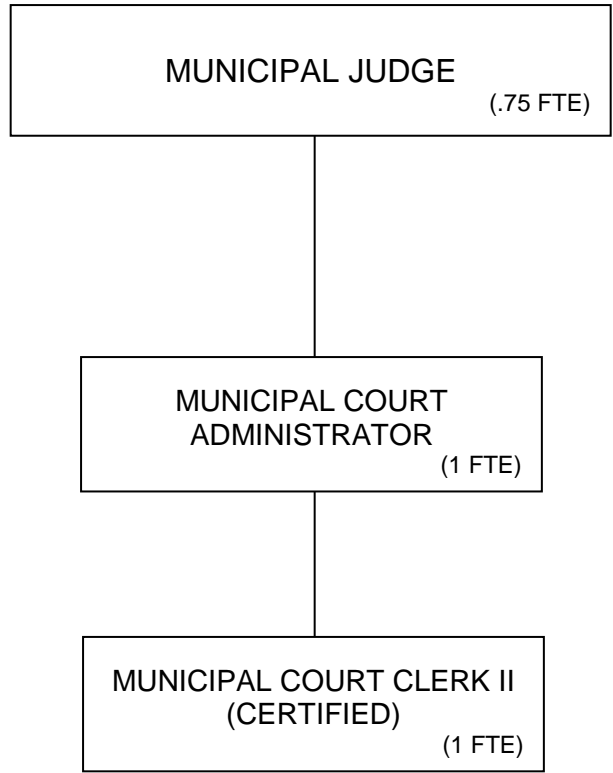 MUNICIPAL JUDGE
(.75 FTE)
MUNICIPAL COURT
ADMINISTRATOR
(1 FTE)
MUNICIPAL COURT CLERK II
(CERTIFIED)
(1 FTE)